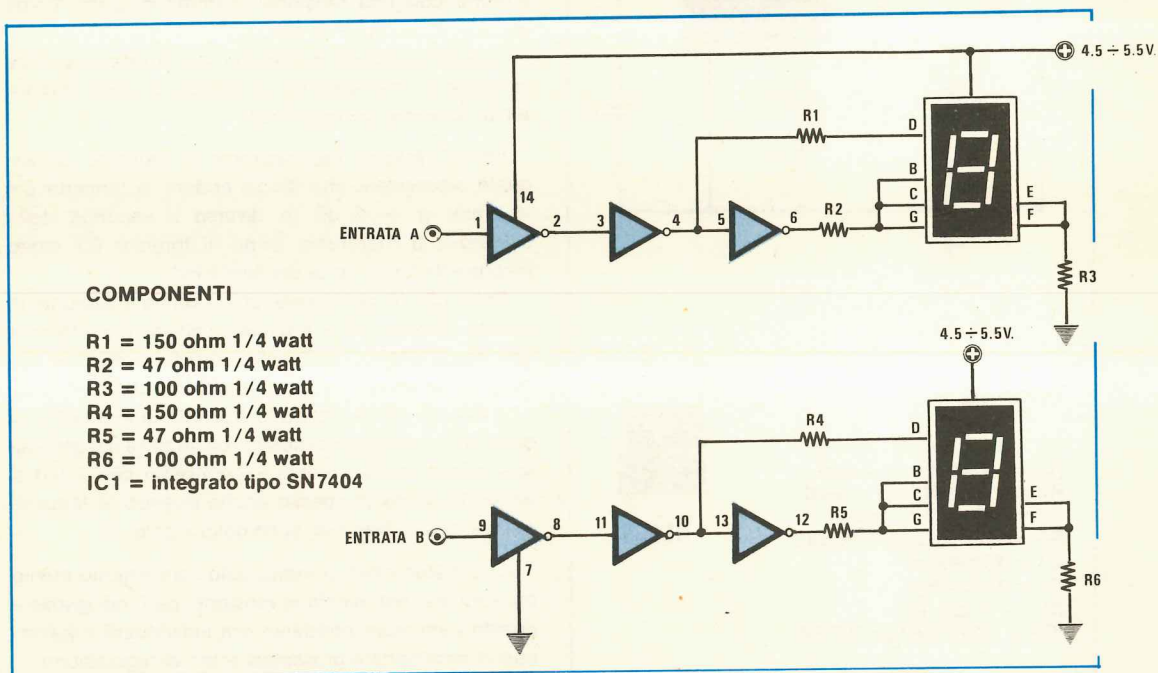 4.5 ÷ 5.5V.
R1
D
B
C
G
E
F
14
ENTRATA A
1
2
3
4
5
6
R2
R3
COMPONENTI
R1 = 150 ohm 1/4 watt
R2 = 47 ohm 1/4 watt
R3 = 100 ohm 1/4 watt
R4 = 150 ohm 1/4 watt
R5 = 47 ohm 1/4 watt
R6 = 100 ohm 1/4 watt
IC1 = integrato tipo SN7404
4.5 ÷ 5.5V.
R4
D
B
C
G
E
F
ENTRATA B
9
8
11
10
13
12
R5
7
R6